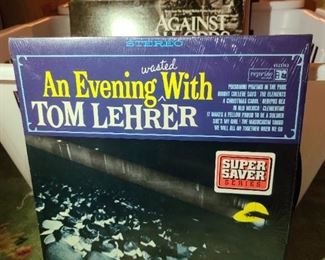 AGAINST
STEREO
wasted
An Evening With
TOM LEHRER
reprise
POISONING PIGEONS IN THE PARK
BRIGHT COLLEGE DAYS · THE ELEMENTS
A CHRISTMAS CAROL ·
IN OLD MEXICO · CLEMENTINE
IT MAKES A FELLOW PROUD TO BE A SOLDIER
SHE'S MY GIRL · THE MASOCHISM TANGO
WE WILL ALL GO TOGETHER WHEN WE GO
SUPER
SAVER
SERIES